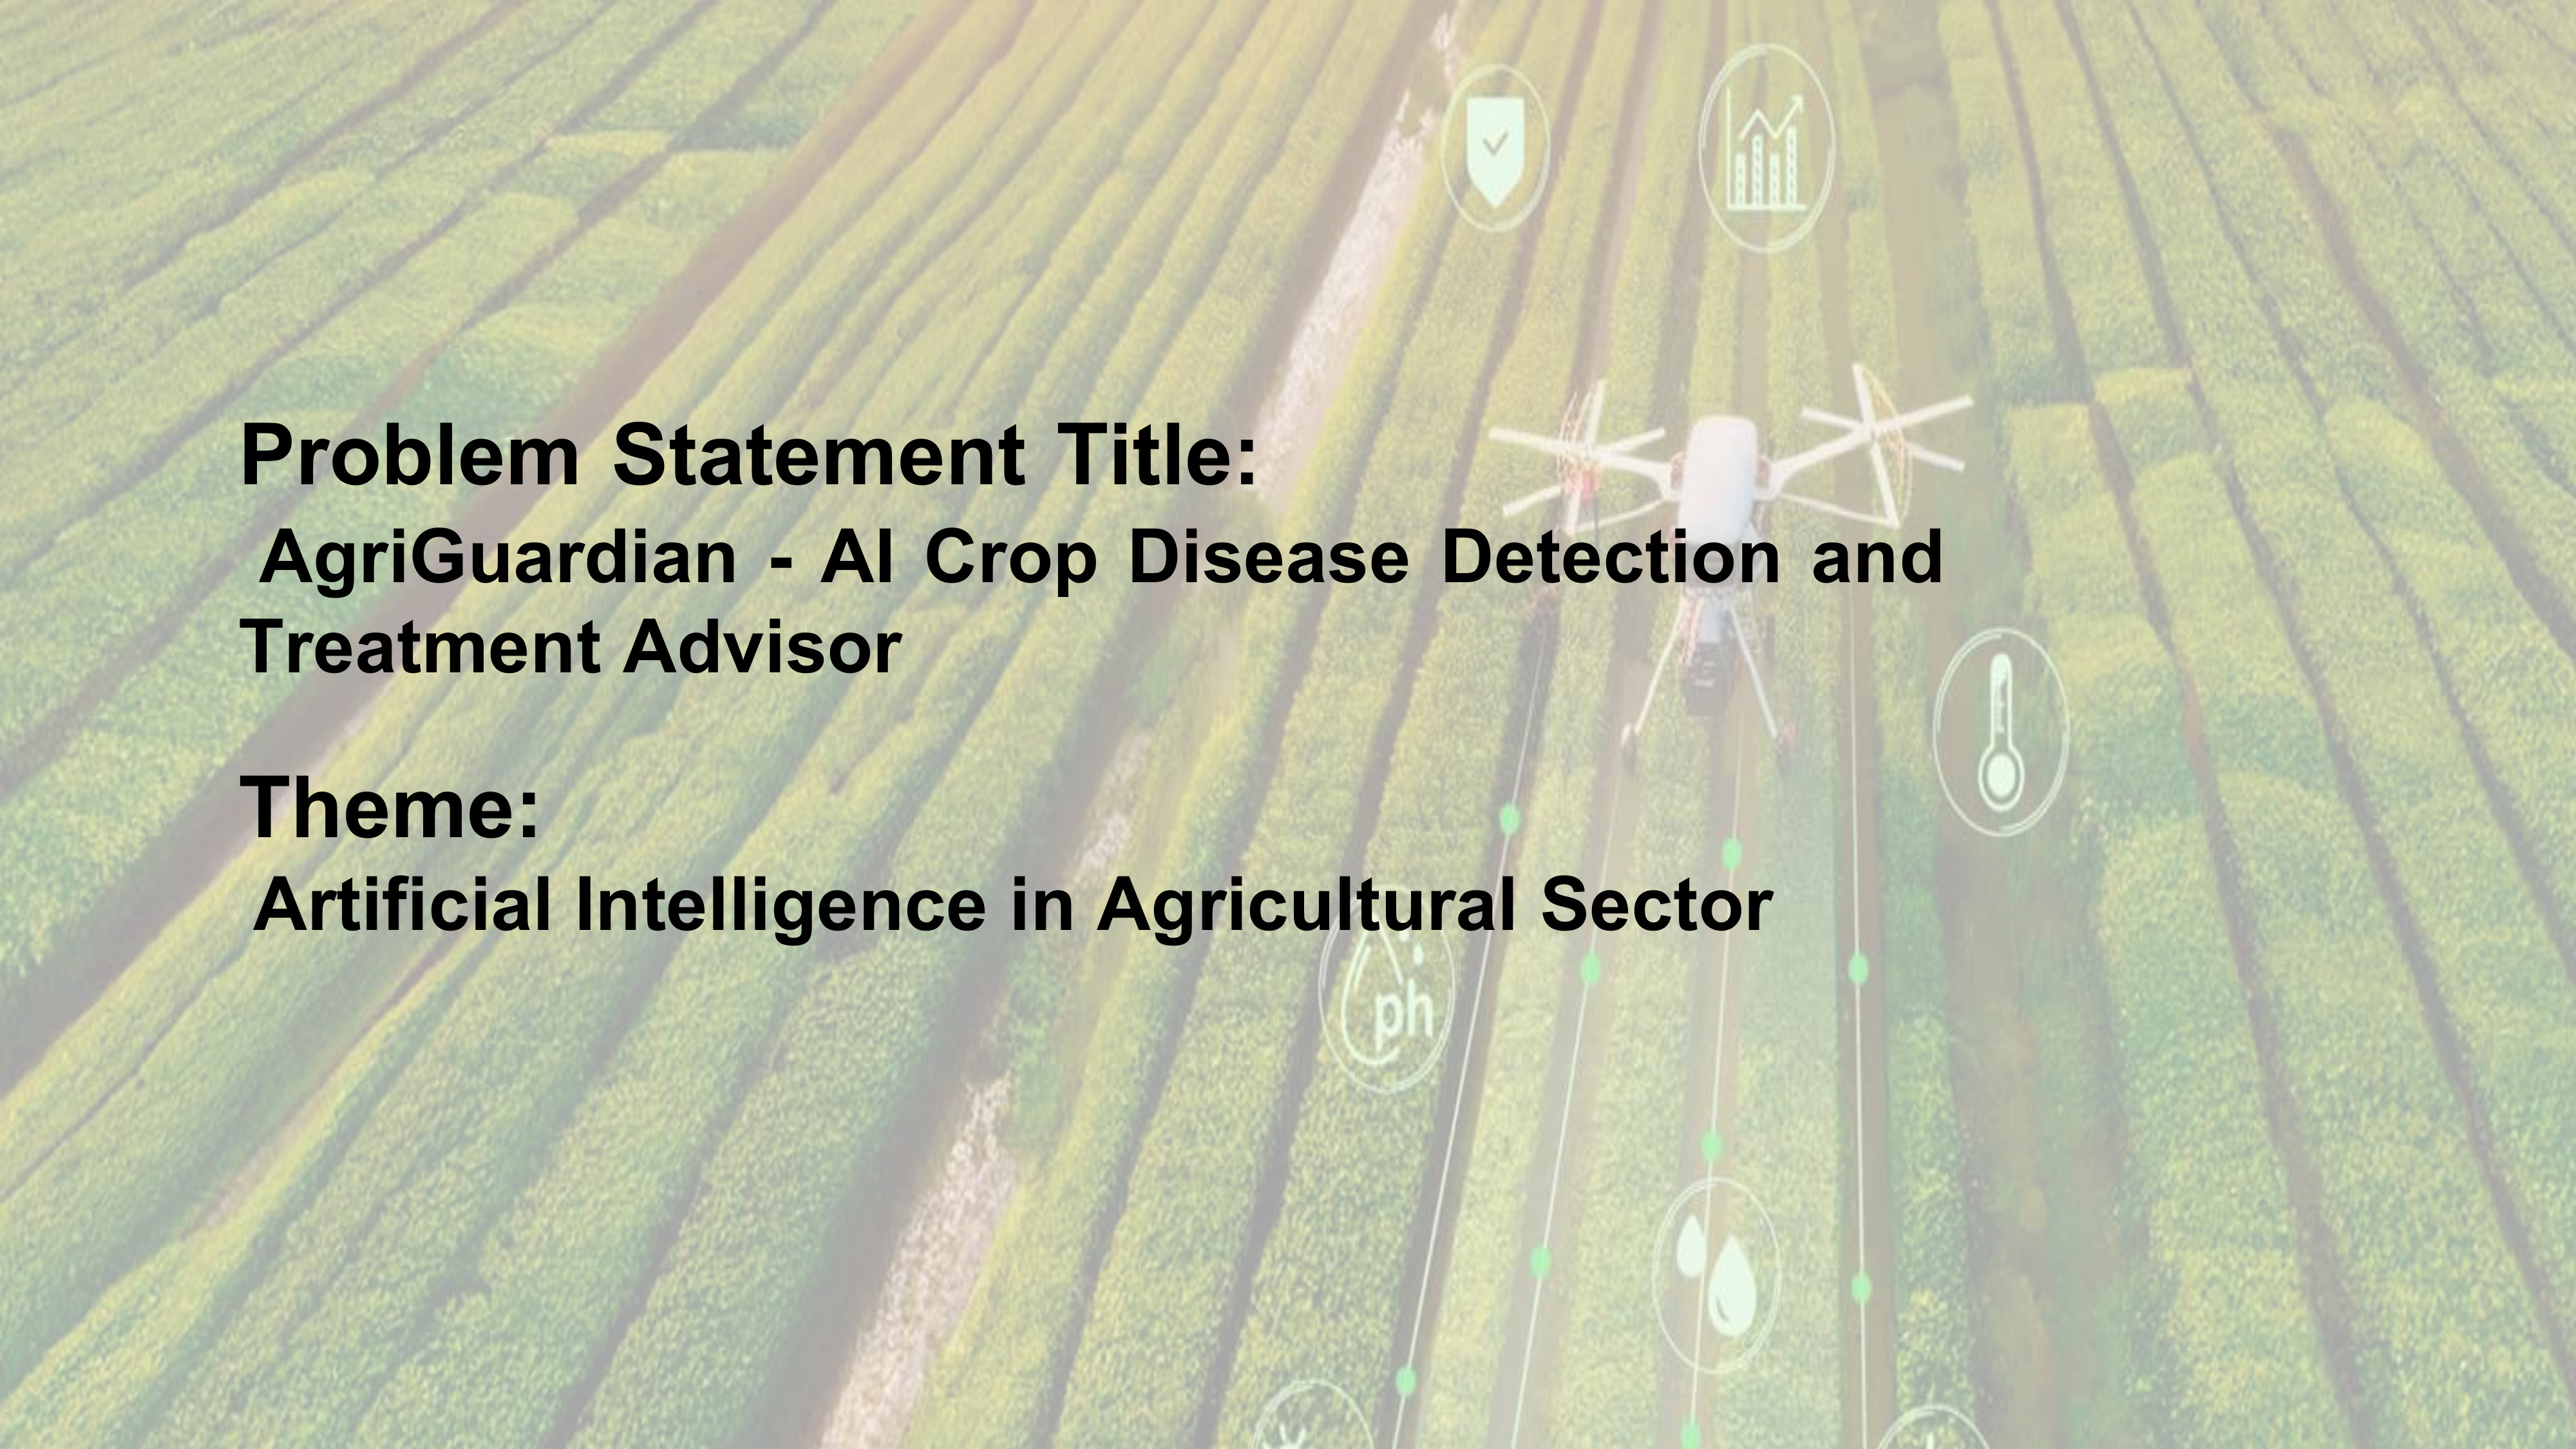 Problem Statement Title:
AgriGuardian - AI Crop Disease Detection and
Treatment Advisor
Theme:
Artificial Intelligence in Agricultural Sector
ph